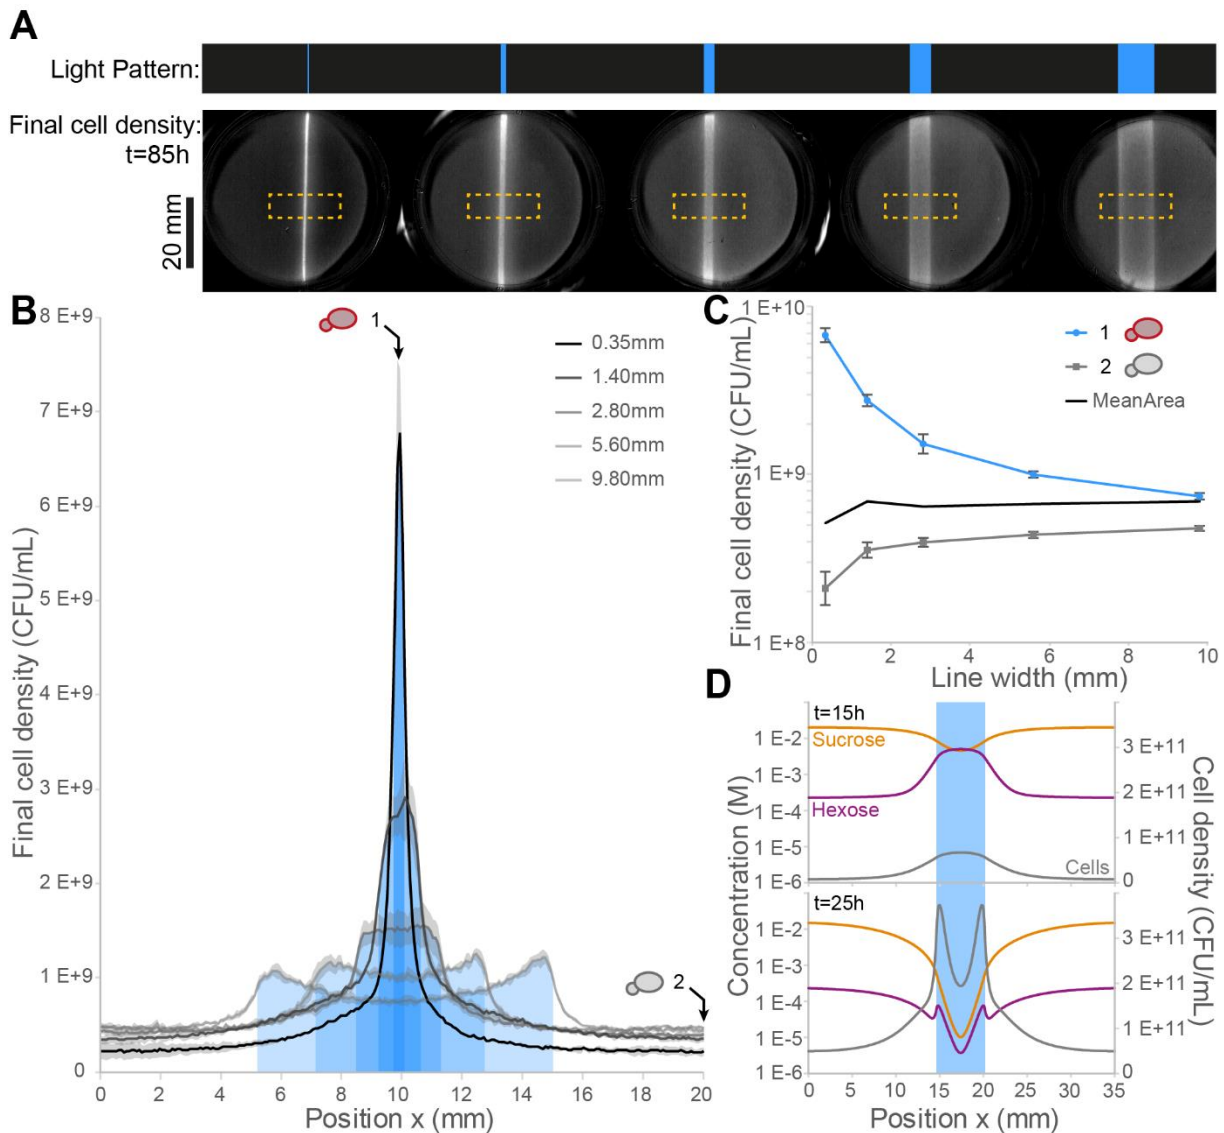 A
Light Pattern:
Final cell density:
t=85h
20 mm
B
8 E+9
7 E+9
6 E+9
5 E+9
4 E+9
3 E+9
2 E+9
1 E+9
0
Final cell density (CFU/mL)
1
0.35mm
1.40mm
2.80mm
5.60mm
9.80mm
2
0 2 4 6 8 10 12 14 16 18 20
Position x (mm)
C
1 E+10
1 E+9
1 E+8
Final cell density (CFU/mL)
1
2
MeanArea
0 2 4 6 8 10
Line width (mm)
D
t=15h
Sucrose
Hexose
Cells
1 E-2
1 E-3
1 E-4
1 E-5
1 E-6
3 E+11
2 E+11
1 E+11
0
t=25h
1 E-2
1 E-3
1 E-4
1 E-5
1 E-6
3 E+11
2 E+11
1 E+11
0
Concentration (M)
Cell density (CFU/mL)
0 5 10 15 20 25 30 35
Position x (mm)